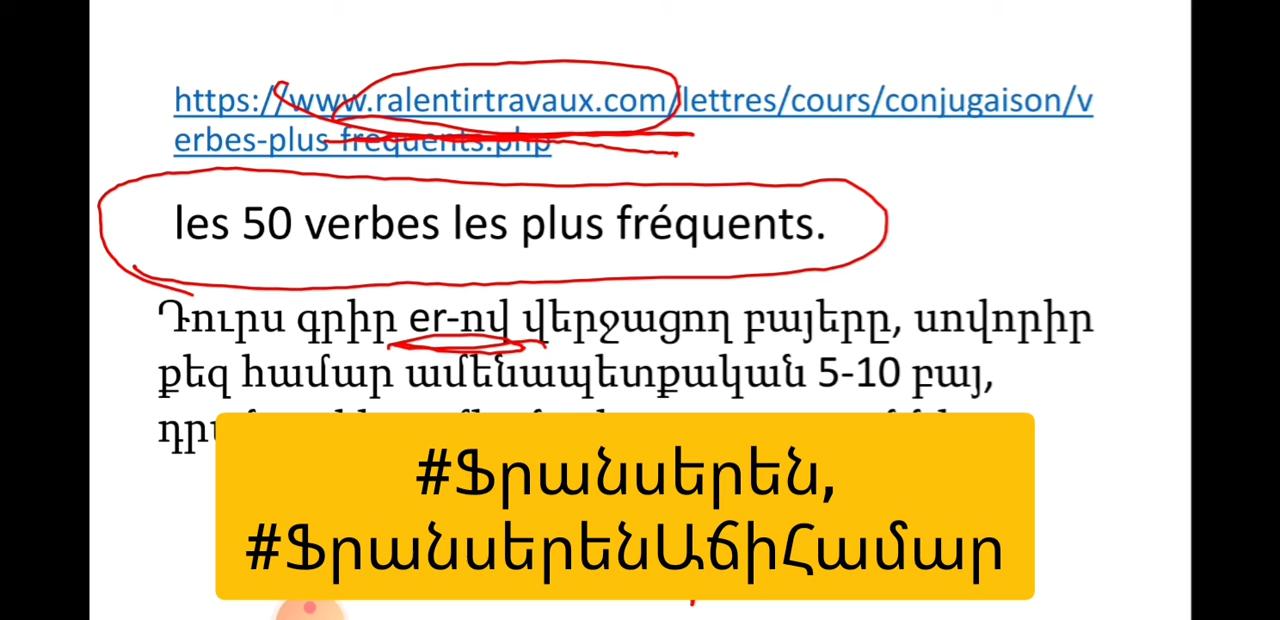 https://www.ralentirtravaux.com/lettres/cours/conjugaison/v
erbes-plus-frequents.php
les 50 verbes les plus fréquents.
Դուրս գրիր er-ով վերջացող բայերը, սովորիր
քեզ համար ամենապետքական 5-10 բայ,
#Ֆրանսերեն,
#ՖրանսերենԱճիՀամար